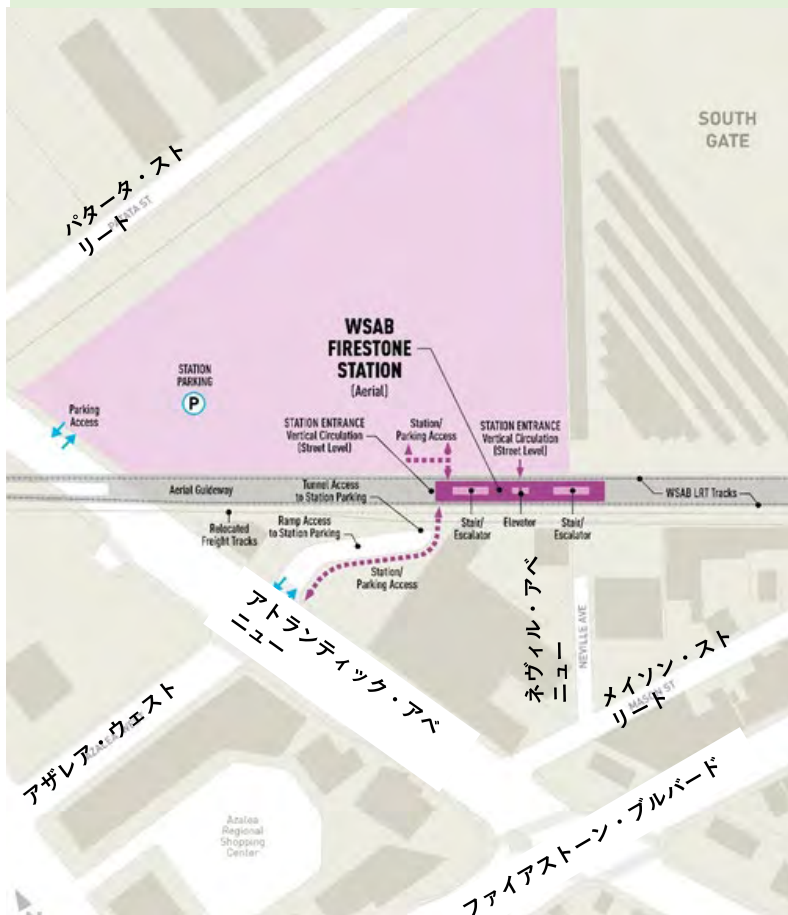 SOUTH
GATE
パタータ・スト
リート
WSAB
FIRESTONE
STATION
(Aerial)
STATION
PARKING
P
Parking
Access
STATION ENTRANCE
Vertical Circulation
(Street Level)
Station/
Parking Access
STATION ENTRANCE
Vertical Circulation
(Street Level)
Aerial Guideway
Tunnel Access
to Station Parking
WSAB LRT Tracks
Relocated
Freight Tracks
Ramp Access
to Station Parking
Stair/
Escalator
Elevator
Stair/
Escalator
Station/
Parking Access
アトランティック・アベ
ニュー
ネヴィル・アベ
ニュー
NEVILLE AVE
メイソン・スト
リート
MASON ST
アザレア・ウェスト
Azalea
Regional
Shopping
Center
ファイアストーン・ブルバード